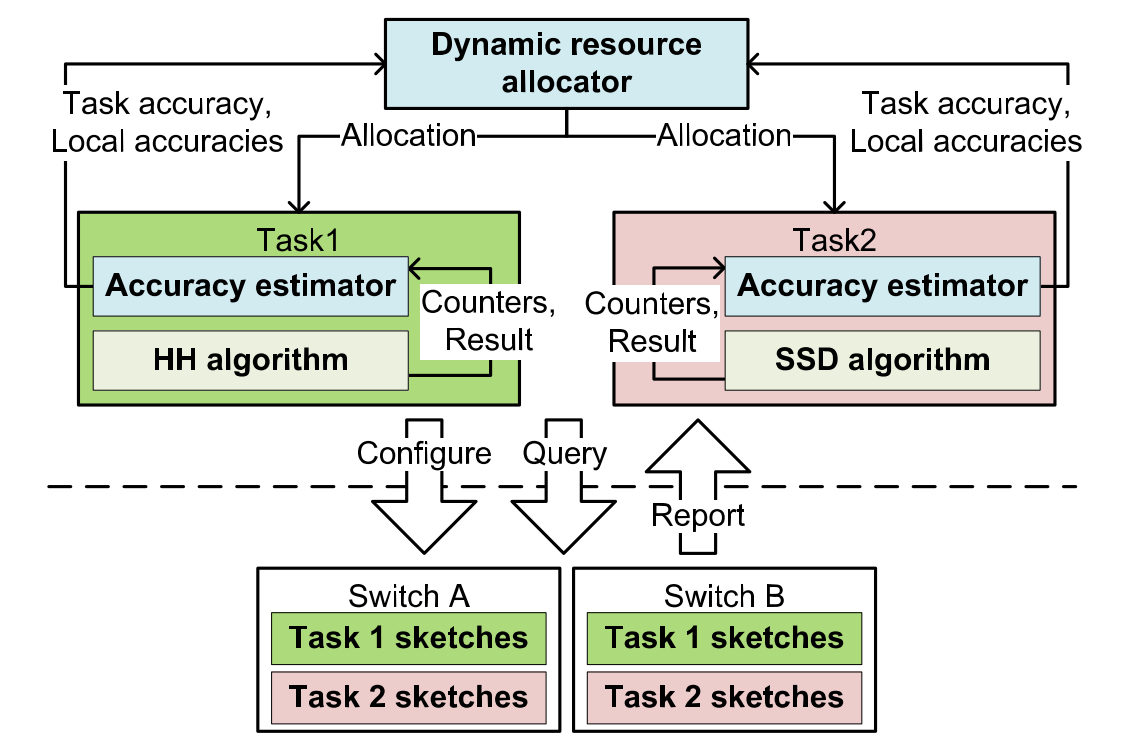 Dynamic resource
allocator
Task accuracy,
Local accuracies
Allocation
Allocation
Task accuracy,
Local accuracies
Task1
Accuracy estimator
HH algorithm
Counters,
Result
Task2
Counters,
Result
Accuracy estimator
SSD algorithm
Configure
Query
Report
Switch A
Task 1 sketches
Task 2 sketches
Switch B
Task 1 sketches
Task 2 sketches